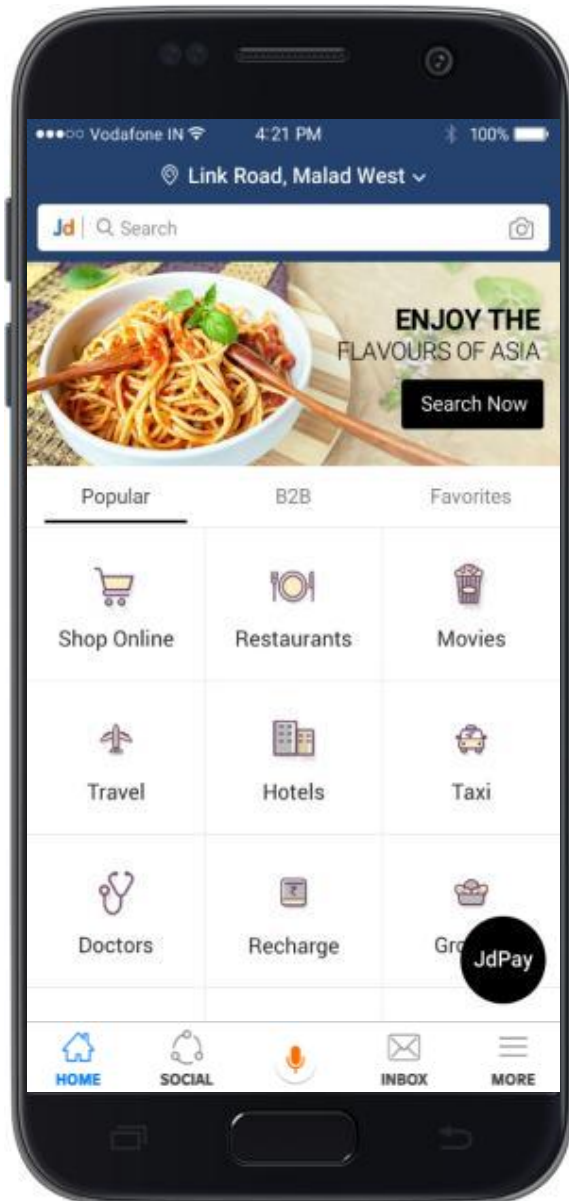 Vodafone IN 4:21 PM 100%
Link Road, Malad West
Jd Search
ENJOY THE
FLAVOURS OF ASIA
Search Now
Popular B2B Favorites
Shop Online Restaurants Movies
Travel Hotels Taxi
Doctors Recharge Gro
JdPay
HOME SOCIAL INBOX MORE